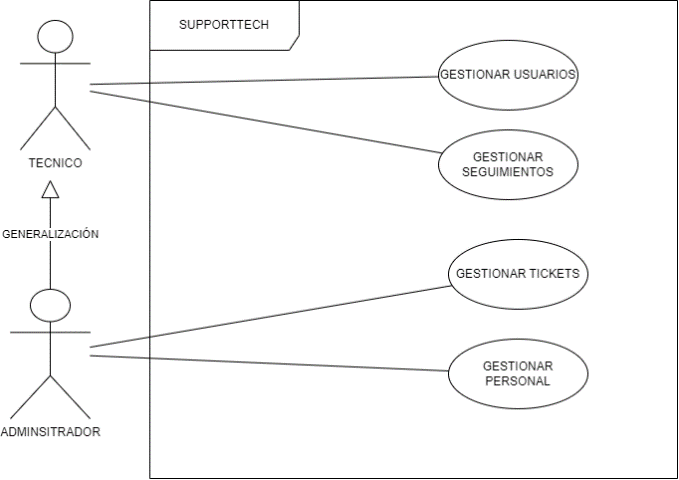 SUPPORTTECH
GESTIONAR USUARIOS
TECNICO
GESTIONAR
SEGUIMIENTOS
GENERALIZACIÓN
GESTIONAR TICKETS
GESTIONAR
PERSONAL
ADMINSITRADOR